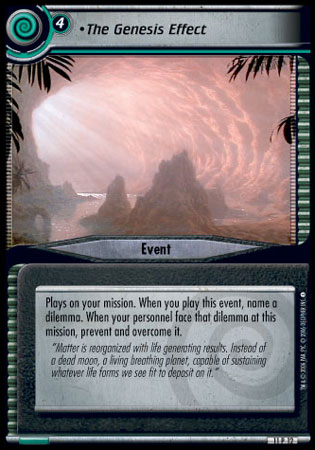 4
•The Genesis Effect
Event
Plays on your mission. When you play this event, name a
dilemma. When your personnel face that dilemma at this
mission, prevent and overcome it.
"Matter is reorganized with life generating results. Instead of
a dead moon, a living breathing planet, capable of sustaining
whatever life forms we see fit to deposit on it."